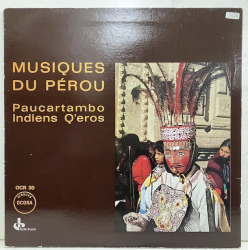 MUSIQUES
DU PÉROU
Paucartambo
Indiens Q'eros
OCR 30
OCORA